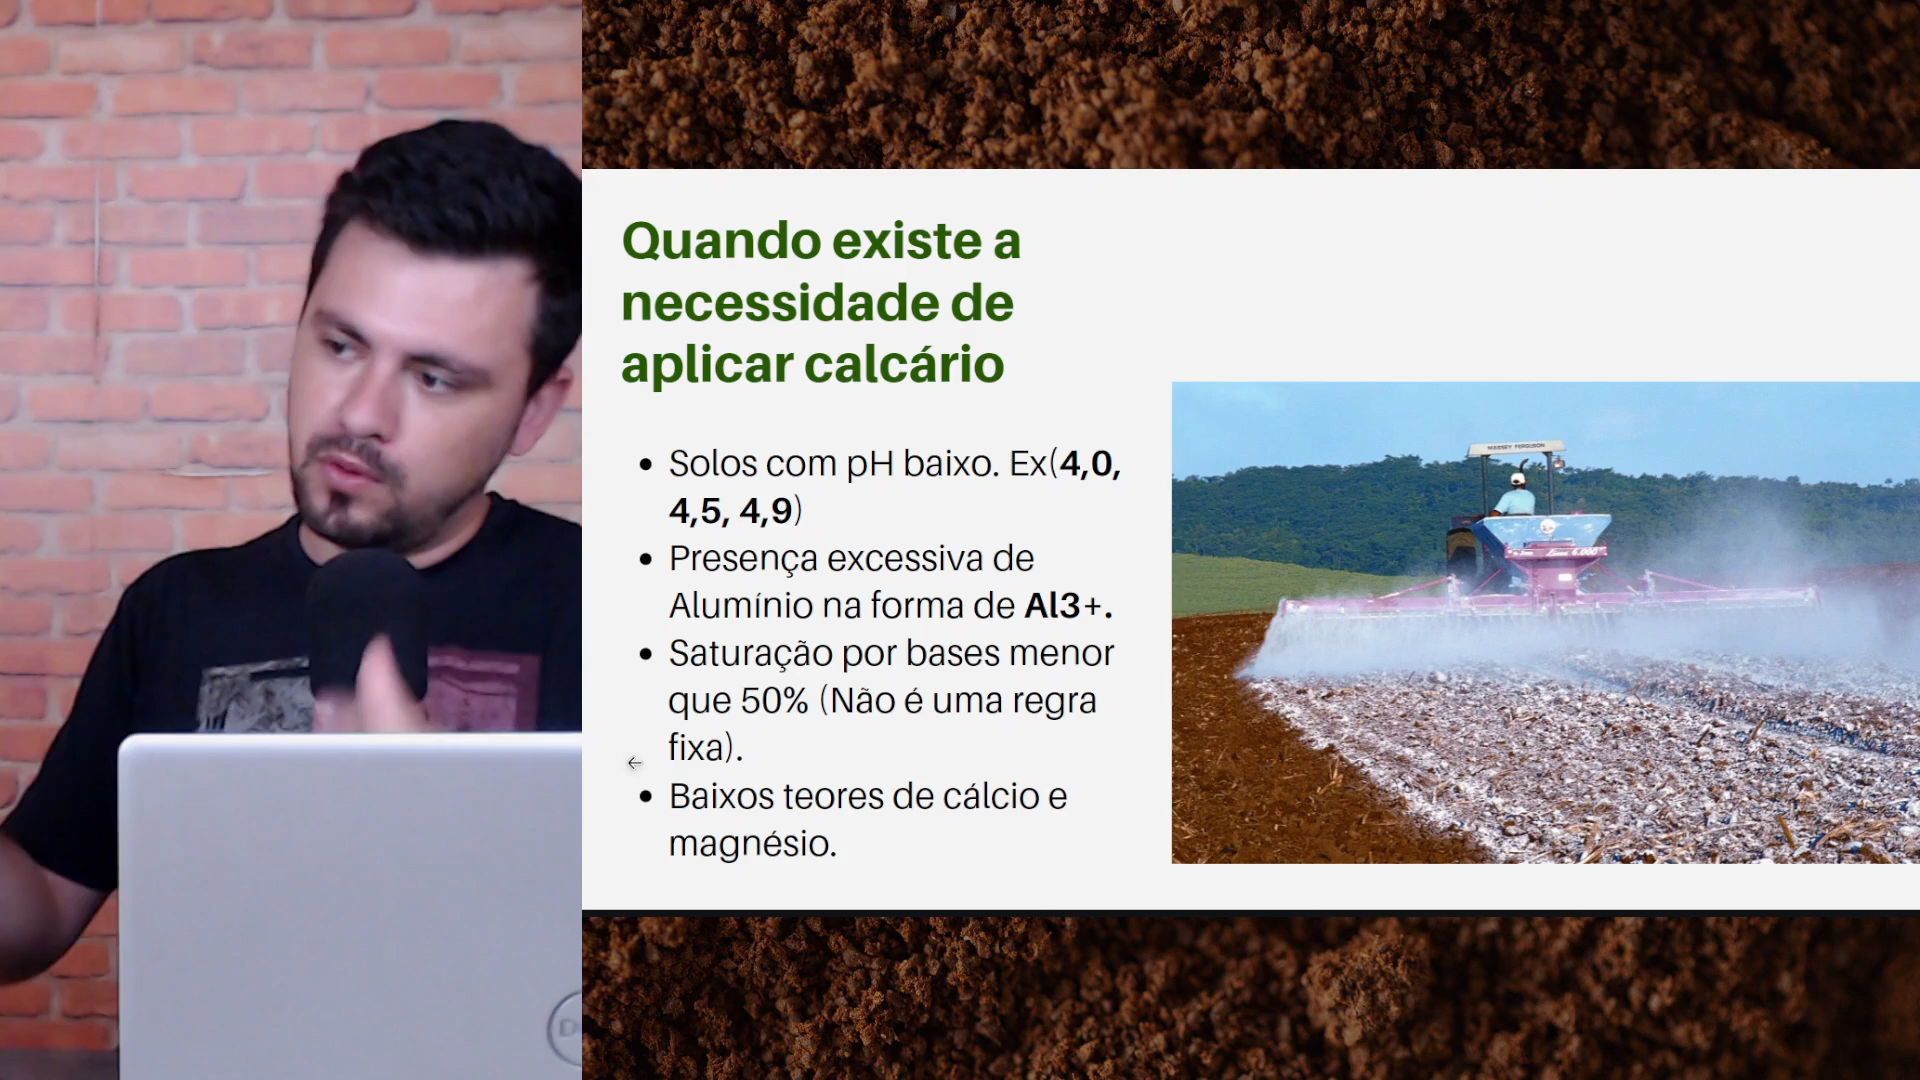 Quando existe a
necessidade de
aplicar calcário
• Solos com pH baixo. Ex(4,0,
4,5, 4,9)
• Presença excessiva de
Alumínio na forma de Al3+.
• Saturação por bases menor
que 50% (Não é uma regra
fixa).
• Baixos teores de cálcio e
magnésio.
MASSEY FERGUSON